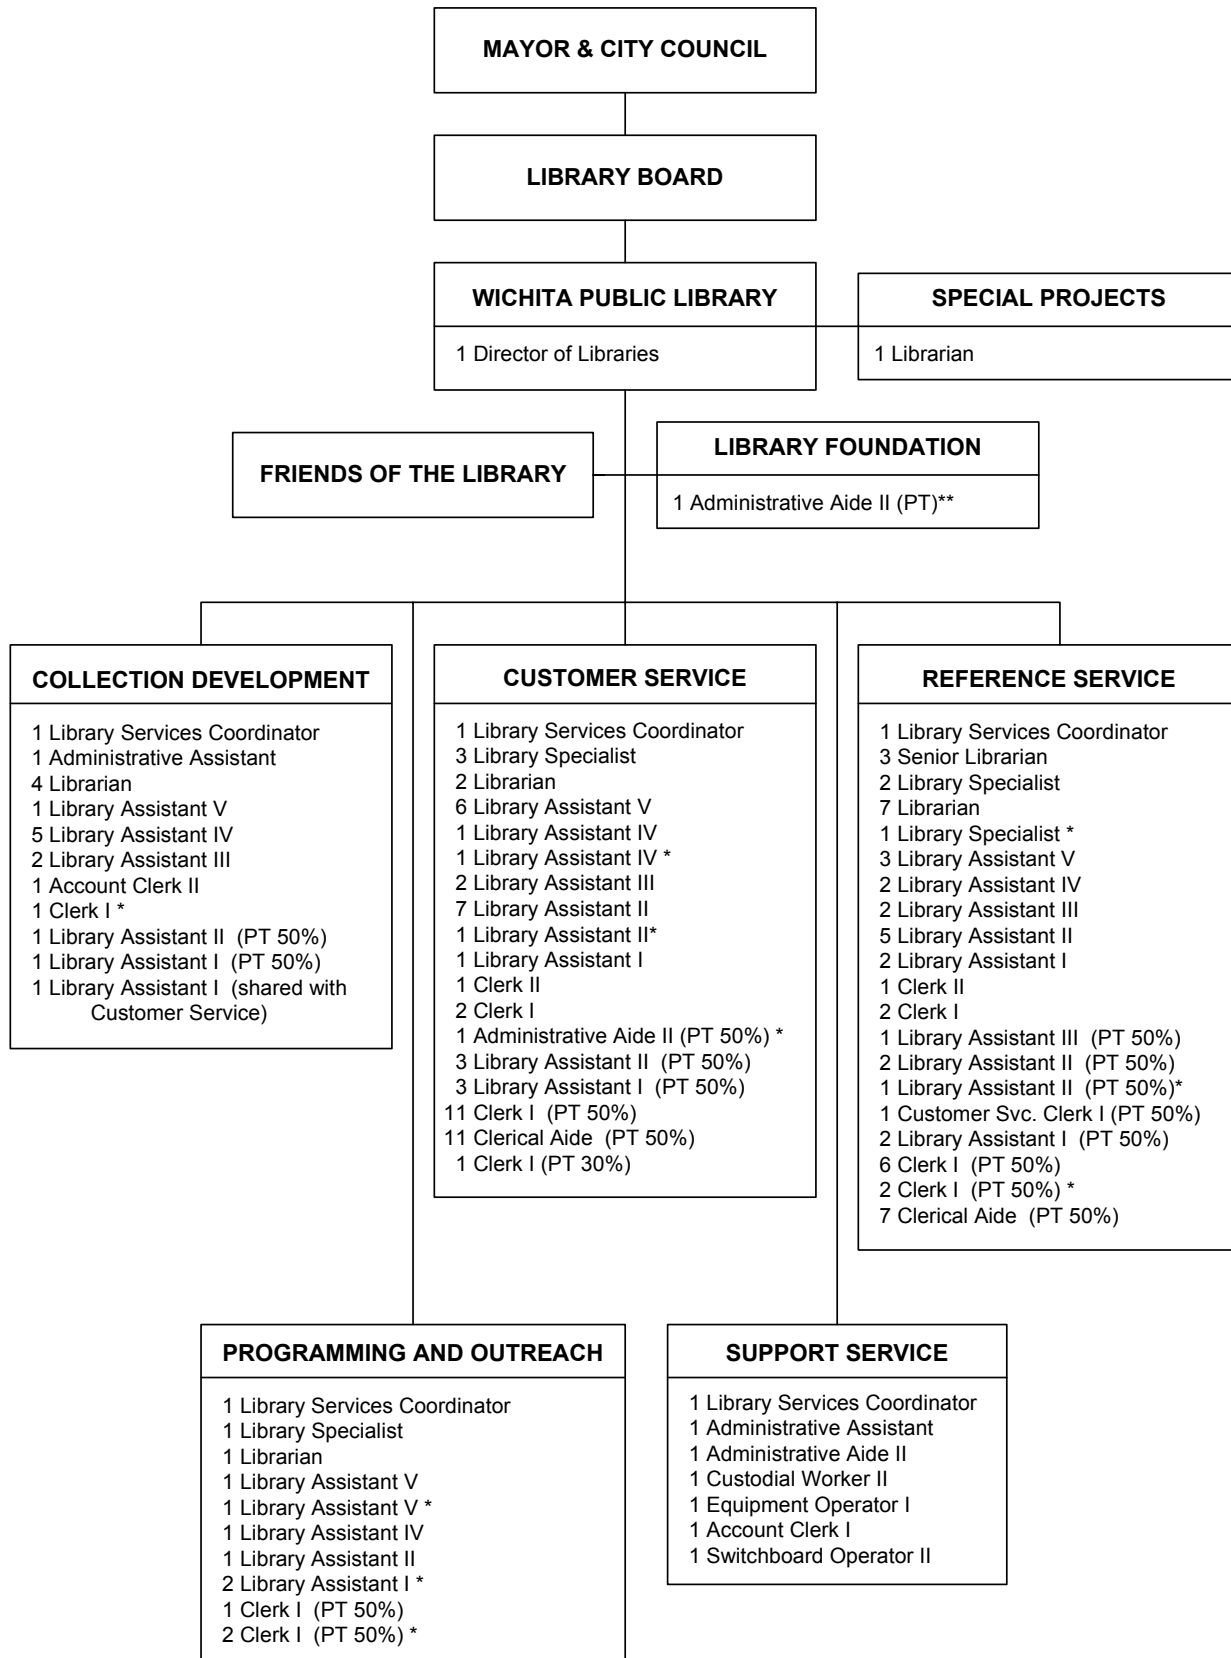 MAYOR & CITY COUNCIL
LIBRARY BOARD
WICHITA PUBLIC LIBRARY
1 Director of Libraries
SPECIAL PROJECTS
1 Librarian
FRIENDS OF THE LIBRARY
LIBRARY FOUNDATION
1 Administrative Aide II (PT)**
COLLECTION DEVELOPMENT
1 Library Services Coordinator
1 Administrative Assistant
4 Librarian
1 Library Assistant V
5 Library Assistant IV
2 Library Assistant III
1 Account Clerk II
1 Clerk I *
1 Library Assistant II (PT 50%)
1 Library Assistant I (PT 50%)
1 Library Assistant I (shared with
Customer Service)
CUSTOMER SERVICE
1 Library Services Coordinator
3 Library Specialist
2 Librarian
6 Library Assistant V
1 Library Assistant IV
1 Library Assistant IV *
2 Library Assistant III
7 Library Assistant II
1 Library Assistant II*
1 Library Assistant I
1 Clerk II
2 Clerk I
1 Administrative Aide II (PT 50%) *
3 Library Assistant II (PT 50%)
3 Library Assistant I (PT 50%)
11 Clerk I (PT 50%)
11 Clerical Aide (PT 50%)
1 Clerk I (PT 30%)
REFERENCE SERVICE
1 Library Services Coordinator
3 Senior Librarian
2 Library Specialist
7 Librarian
1 Library Specialist *
3 Library Assistant V
2 Library Assistant IV
2 Library Assistant III
5 Library Assistant II
2 Library Assistant I
1 Clerk II
2 Clerk I
1 Library Assistant III (PT 50%)
2 Library Assistant II (PT 50%)
1 Library Assistant II (PT 50%)*
1 Customer Svc. Clerk I (PT 50%)
2 Library Assistant I (PT 50%)
6 Clerk I (PT 50%)
2 Clerk I (PT 50%) *
7 Clerical Aide (PT 50%)
PROGRAMMING AND OUTREACH
1 Library Services Coordinator
1 Library Specialist
1 Librarian
1 Library Assistant V
1 Library Assistant V *
1 Library Assistant IV
1 Library Assistant II
2 Library Assistant I *
1 Clerk I (PT 50%)
2 Clerk I (PT 50%) *
SUPPORT SERVICE
1 Library Services Coordinator
1 Administrative Assistant
1 Administrative Aide II
1 Custodial Worker II
1 Equipment Operator I
1 Account Clerk I
1 Switchboard Operator II